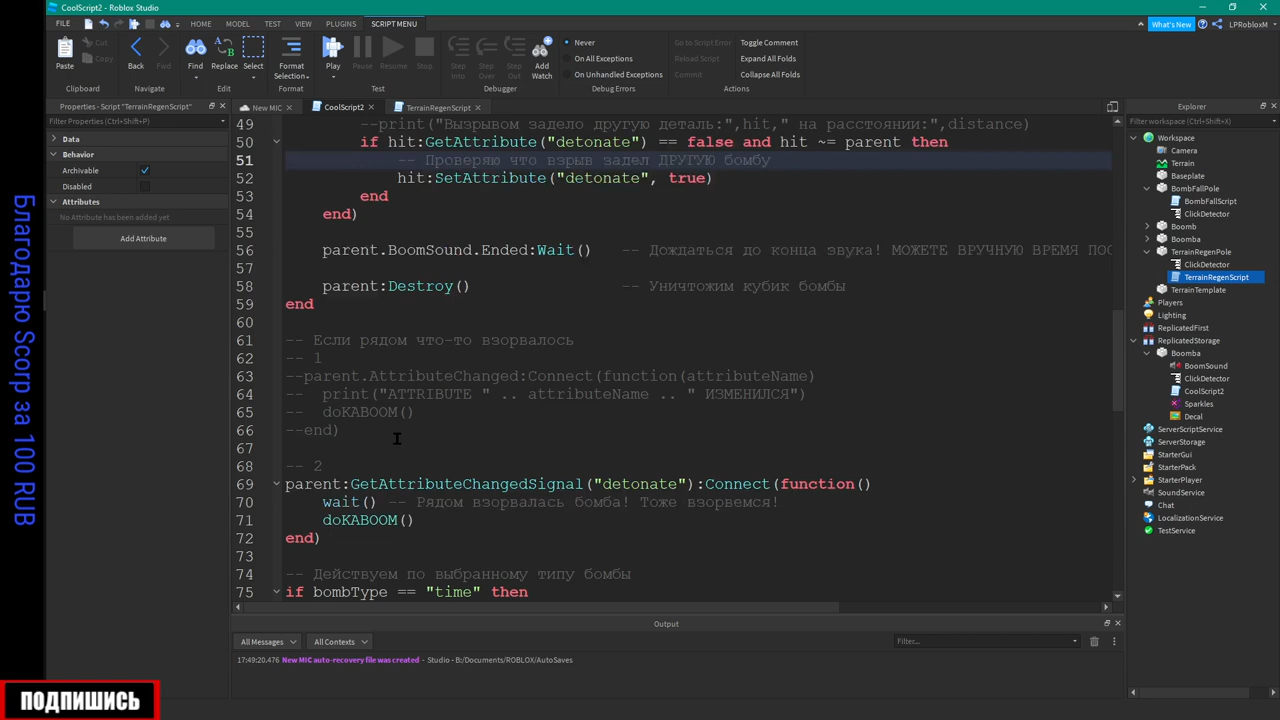 CoolScript2 - Roblox Studio
FILE HOME MODEL TEST VIEW PLUGINS SCRIPT MENU What's New LPRobloxM
Paste Cut Copy Back Find Replace Select Format Selection Play Pause Resume Stop Step Into Step Over Step Out Add Watch
Never
On All Exceptions
On Unhandled Exceptions
Go to Script Error
Reload Script
Commit
Toggle Comment
Expand All Folds
Collapse All Folds
Clipboard Navigate Edit Format Test Debugger Debug Errors Actions
Properties - Script "TerrainRegenScript"
Filter Properties (Ctrl+Shift+P)
Data
Behavior
Archivable
Disabled
Attributes
No Attribute has been added yet
Add Attribute
New MIC CoolScript2 TerrainRegenScript
49 --print("Вызрывом задело другую деталь:",hit," на расстоянии:",distance)
50 if hit:GetAttribute("detonate") == false and hit ~= parent then
51 -- Проверяю что взрыв задел ДРУГУЮ бомбу
52 hit:SetAttribute("detonate", true)
53 end
54 end)
55
56 parent.BoomSound.Ended:Wait() -- Дождаться до конца звука! МОЖЕТЕ ВРУЧНУЮ ВРЕМЯ ПОС
57
58 parent:Destroy() -- Уничтожим кубик бомбы
59 end
60
61 -- Если рядом что-то взорвалось
62 -- 1
63 --parent.AttributeChanged:Connect(function(attributeName)
64 -- print("ATTRIBUTE " .. attributeName .. " ИЗМЕНИЛСЯ")
65 -- doKABOOM()
66 --end)
67
68 -- 2
69 parent:GetAttributeChangedSignal("detonate"):Connect(function()
70 wait() -- Рядом взорвалась бомба! Тоже взорвемся!
71 doKABOOM()
72 end)
73
74 -- Действуем по выбранному типу бомбы
75 if bombType == "time" then
Output
All Messages All Contexts Filter...
17:49:20.476 New MIC auto-recovery file was created - Studio - B:/Documents/ROBLOX/AutoSaves
Explorer
Filter workspace (Ctrl+Shift+X)
Workspace
Camera
Terrain
Baseplate
BombFallPole
BombFallScript
ClickDetector
Boomb
Boomba
TerrainRegenPole
ClickDetector
TerrainRegenScript
TerrainTemplate
Players
Lighting
ReplicatedFirst
ReplicatedStorage
Boomba
BoomSound
ClickDetector
CoolScript2
Sparkles
Decal
ServerScriptService
ServerStorage
StarterGui
StarterPack
StarterPlayer
SoundService
Chat
LocalizationService
TestService
Благодарю Scorp за 100 RUB
ПОДПИШИСЬ